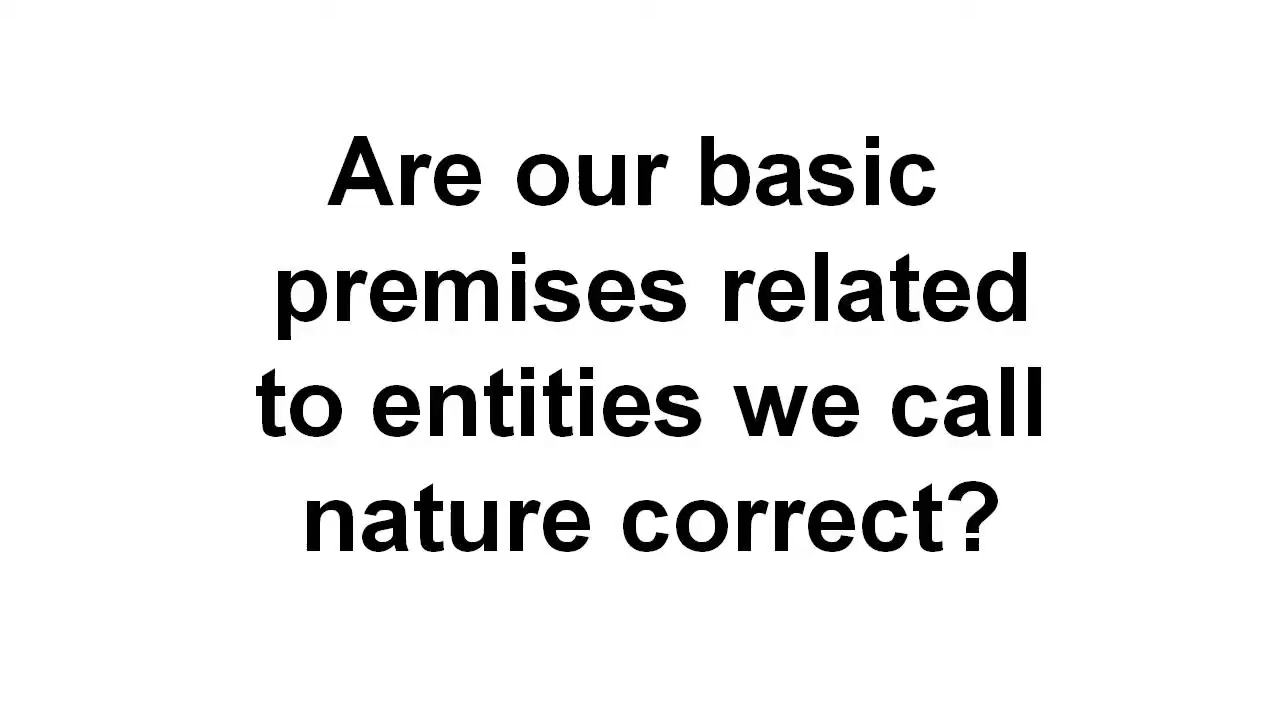 Are our basic
premises related
to entities we call
nature correct?